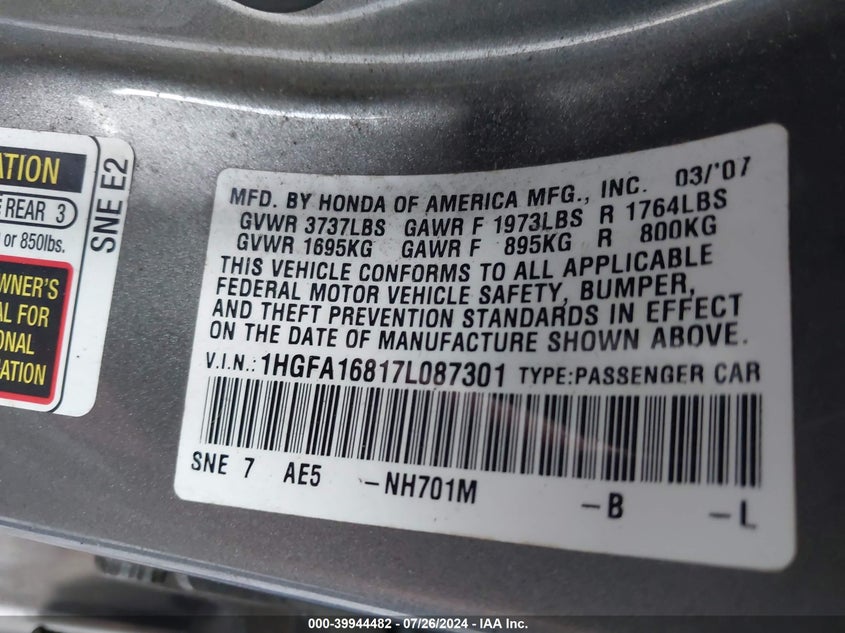 ATION
REAR 3
or 850lbs.
WNER'S
AL FOR
ONAL
ATION
SNE E2
MFD. BY HONDA OF AMERICA MFG., INC. 03/'07
GVWR 3737LBS GAWR F 1973LBS R 1764LBS
GVWR 1695KG GAWR F 895KG R 800KG
THIS VEHICLE CONFORMS TO ALL APPLICABLE
FEDERAL MOTOR VEHICLE SAFETY, BUMPER,
AND THEFT PREVENTION STANDARDS IN EFFECT
ON THE DATE OF MANUFACTURE SHOWN ABOVE.
V.I.N.: 1HGFA16817L087301 TYPE:PASSENGER CAR
SNE 7 AE5 -NH701M -B -L
000-39944482 - 07/26/2024 - IAA Inc.